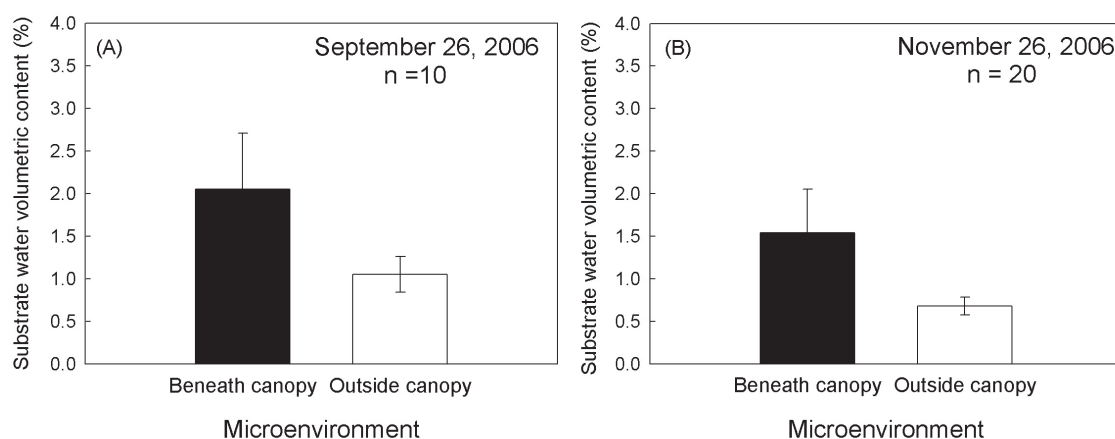 Substrate water volumetric content (%)
4.0
3.5
3.0
2.5
2.0
1.5
1.0
0.5
0.0
(A)
September 26, 2006
n =10
Beneath canopy
Outside canopy
Microenvironment
Substrate water volumetric content (%)
4.0
3.5
3.0
2.5
2.0
1.5
1.0
0.5
0.0
(B)
November 26, 2006
n = 20
Beneath canopy
Outside canopy
Microenvironment